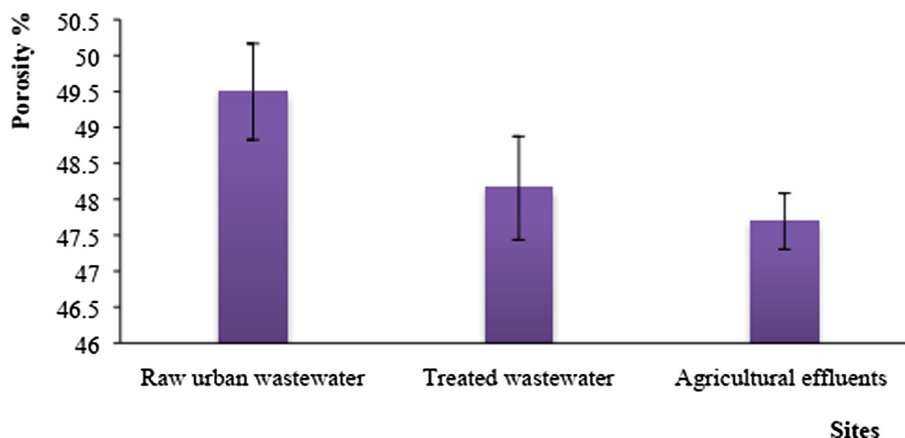 Porosity %
50.5
50
49.5
49
48.5
48
47.5
47
46.5
46
Raw urban wastewater
Treated wastewater
Agricultural effluents
Sites